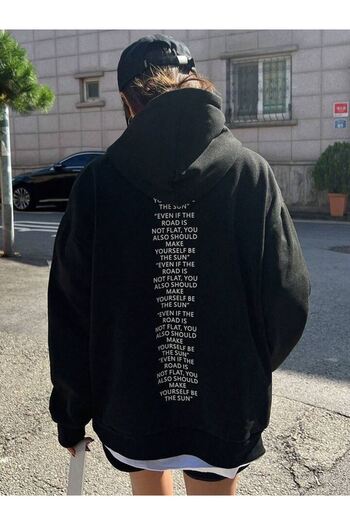 YOURSELF BE
THE SUN"
"EVEN IF THE
ROAD IS
NOT FLAT, YOU
ALSO SHOULD
MAKE
YOURSELF BE
THE SUN"
"EVEN IF THE
ROAD IS
NOT FLAT, YOU
ALSO SHOULD
MAKE
YOURSELF BE
THE SUN"
"EVEN IF THE
ROAD IS
NOT FLAT, YOU
ALSO SHOULD
MAKE
YOURSELF BE
THE SUN"
"EVEN IF THE
ROAD IS
NOT FLAT, YOU
ALSO SHOULD
MAKE
YOURSELF BE
THE SUN"